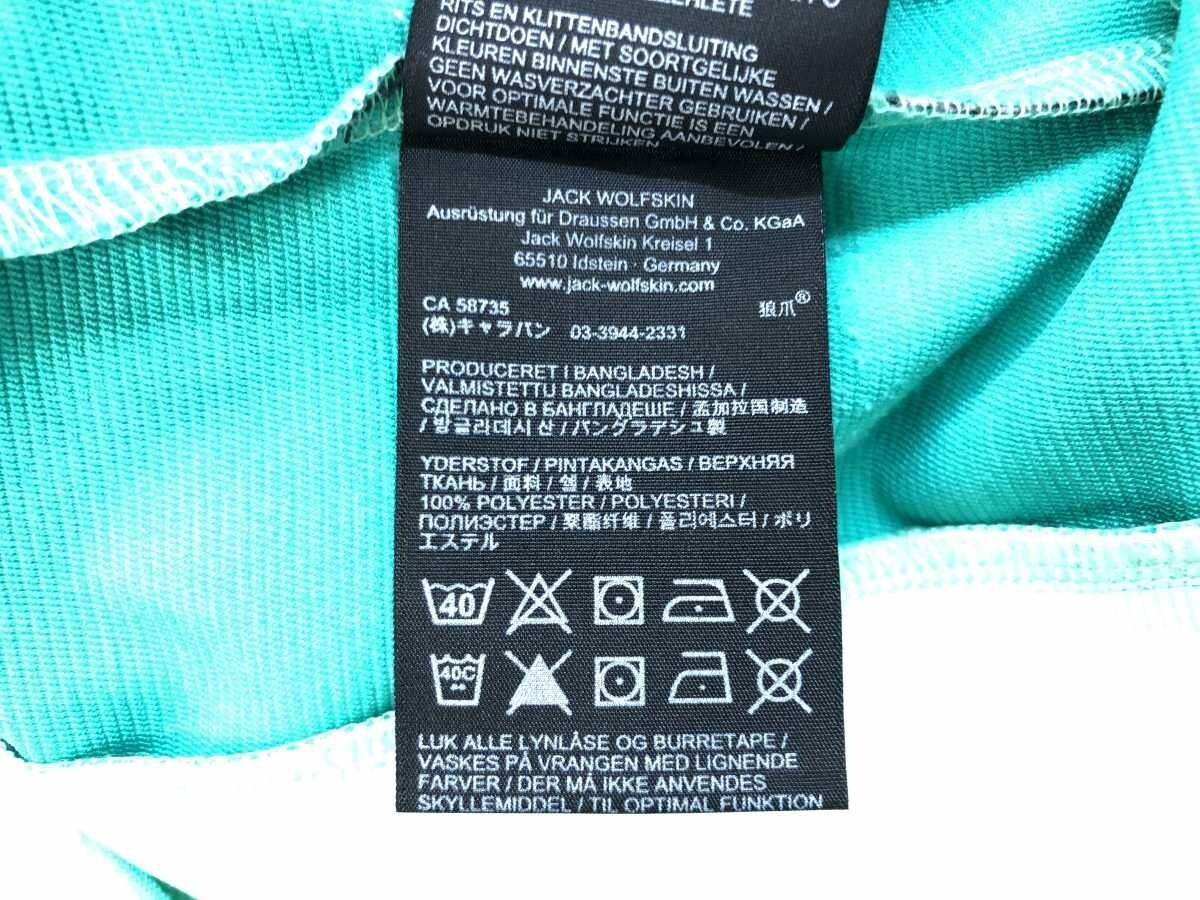 RITS EN KLITTENBANDSLUITING
DICHTDOEN / MET SOORTGELIJKE
KLEUREN BINNENSTE BUITEN WASSEN /
GEEN WASVERZACHTER GEBRUIKEN /
VOOR OPTIMALE FUNCTIE IS EEN
WARMTEBEHANDELING AANBEVOLEN /
OPDRUK NIET STRIJKEN
JACK WOLFSKIN
Ausrüstung für Draussen GmbH & Co. KGaA
Jack Wolfskin Kreisel 1
65510 Idstein · Germany
www.jack-wolfskin.com
CA 58735
狼爪®
(株)キャラバン 03-3944-2331
PRODUCERET I BANGLADESH /
VALMISTETTU BANGLADESHISSA /
СДЕЛАНО В БАНГЛАДЕШЕ / 孟加拉国制造
/ 방글라데시 산 / バングラデシュ製
YDERSTOF / PINTAKANGAS / ВЕРХНЯЯ
ТКАНЬ / 面料 / 겉 / 表地
100% POLYESTER / POLYESTERI /
ПОЛИЭСТЕР / 聚酯纤维 / 폴리에스터 / ポリ
エステル
40
40C
LUK ALLE LYNLÅSE OG BURRETAPE /
VASKES PÅ VRANGEN MED LIGNENDE
FARVER / DER MÅ IKKE ANVENDES
SKYLLEMIDDEL / TIL OPTIMAL FUNKTION